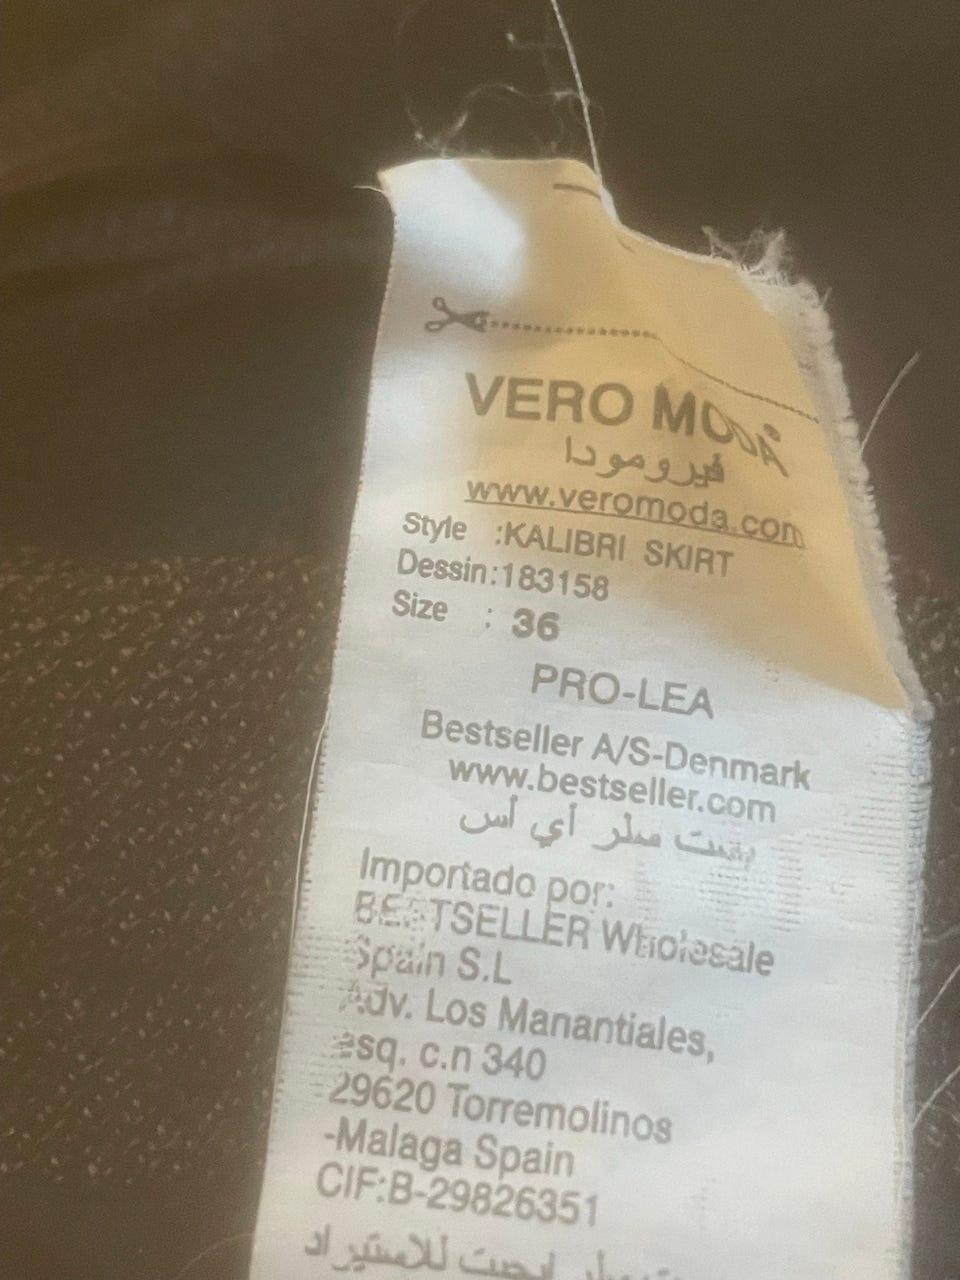 VERO MODA
فيرومودا
www.veromoda.com
Style :KALIBRI SKIRT
Dessin:183158
Size : 36
PRO-LEA
Bestseller A/S-Denmark
www.bestseller.com
بست سلر أي أس
Importado por:
BESTSELLER Wholesale
Spain S.L
Adv. Los Manantiales,
esq. c.n 340
29620 Torremolinos
-Malaga Spain
CIF:B-29826351
للاستيراد